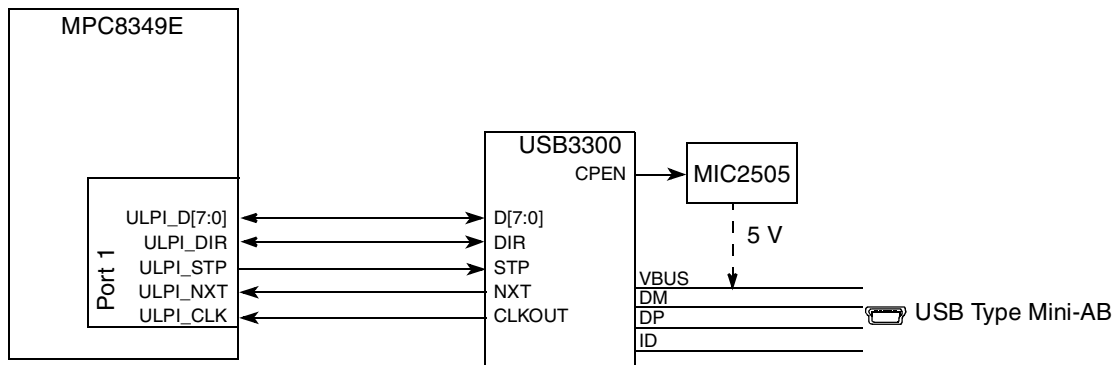 MPC8349E
Port 1
ULPI_D[7:0]
ULPI_DIR
ULPI_STP
ULPI_NXT
ULPI_CLK
USB3300
CPEN
D[7:0]
DIR
STP
NXT
CLKOUT
MIC2505
5 V
VBUS
DM
DP
ID
USB Type Mini-AB